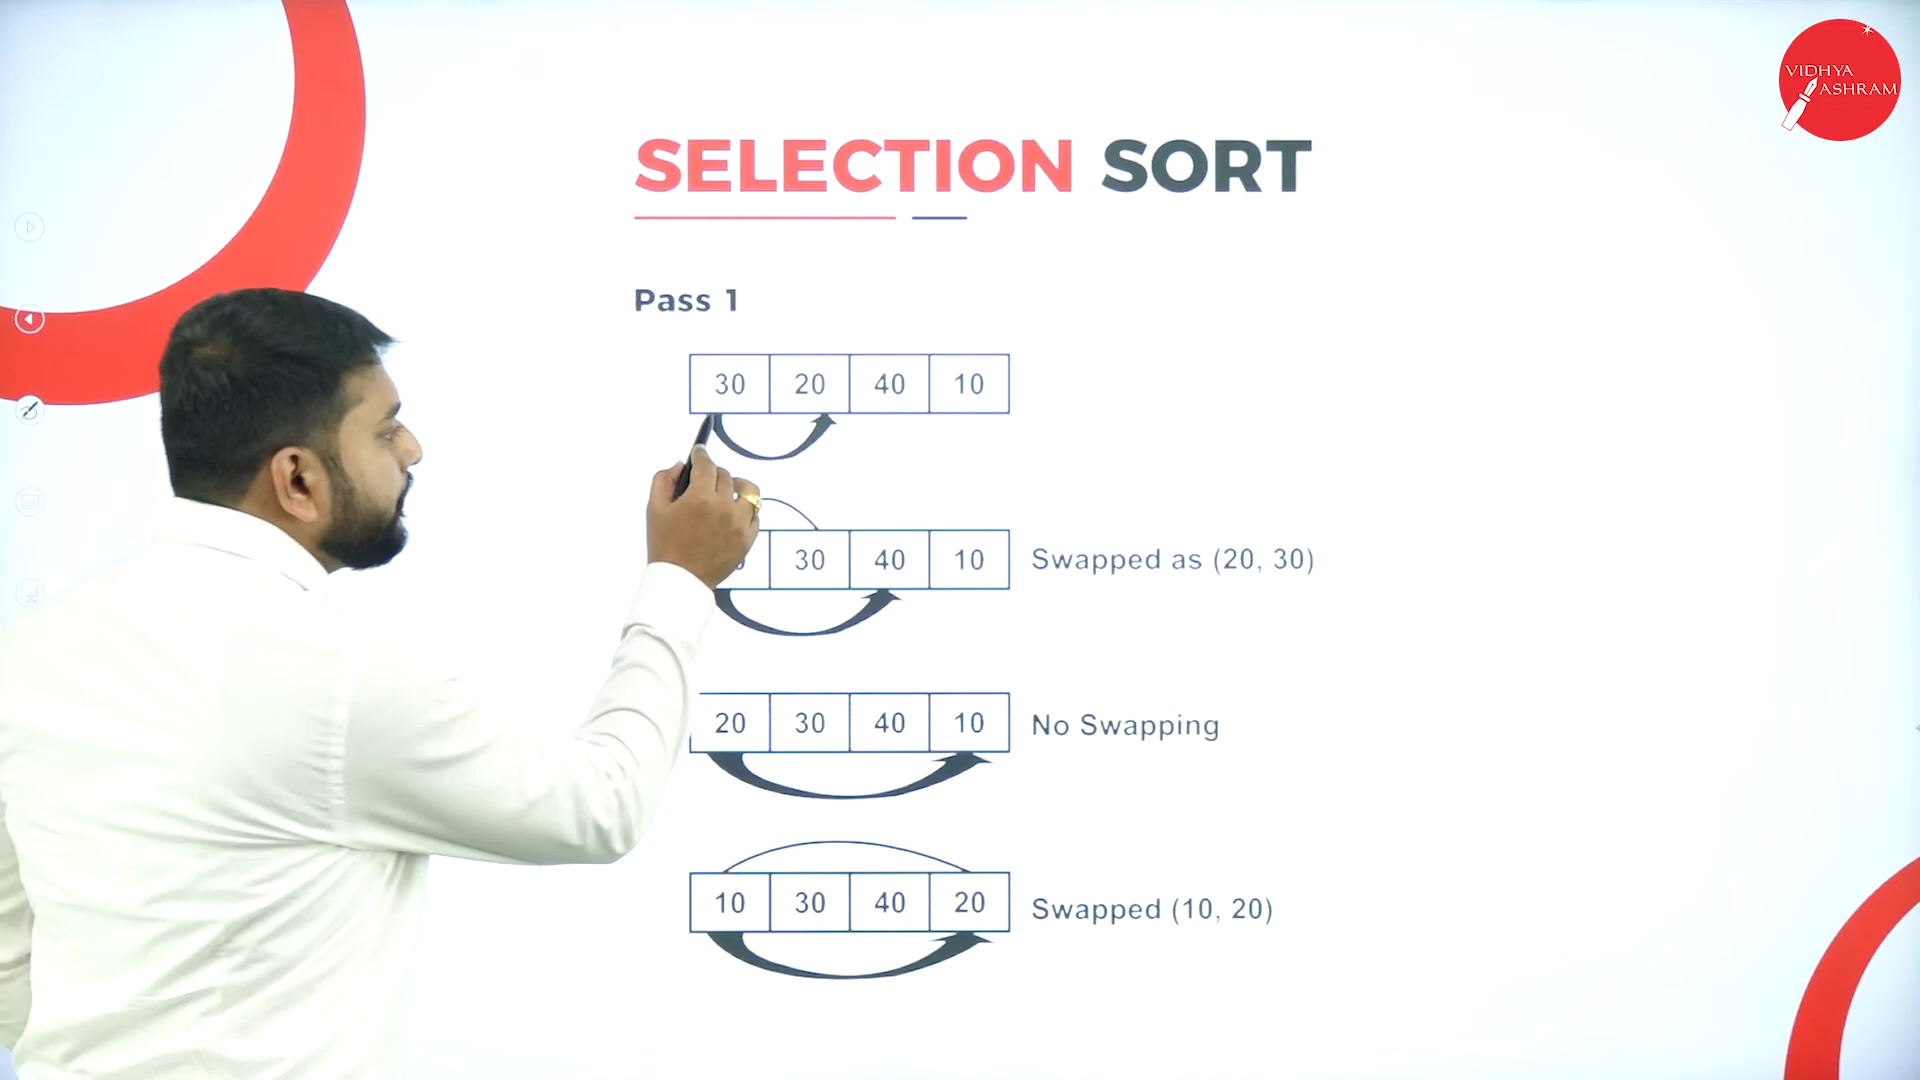 VIDHYA
ASHRAM
SELECTION SORT
Pass 1
30 20 40 10
30 40 10 Swapped as (20, 30)
20 30 40 10 No Swapping
10 30 40 20 Swapped (10, 20)